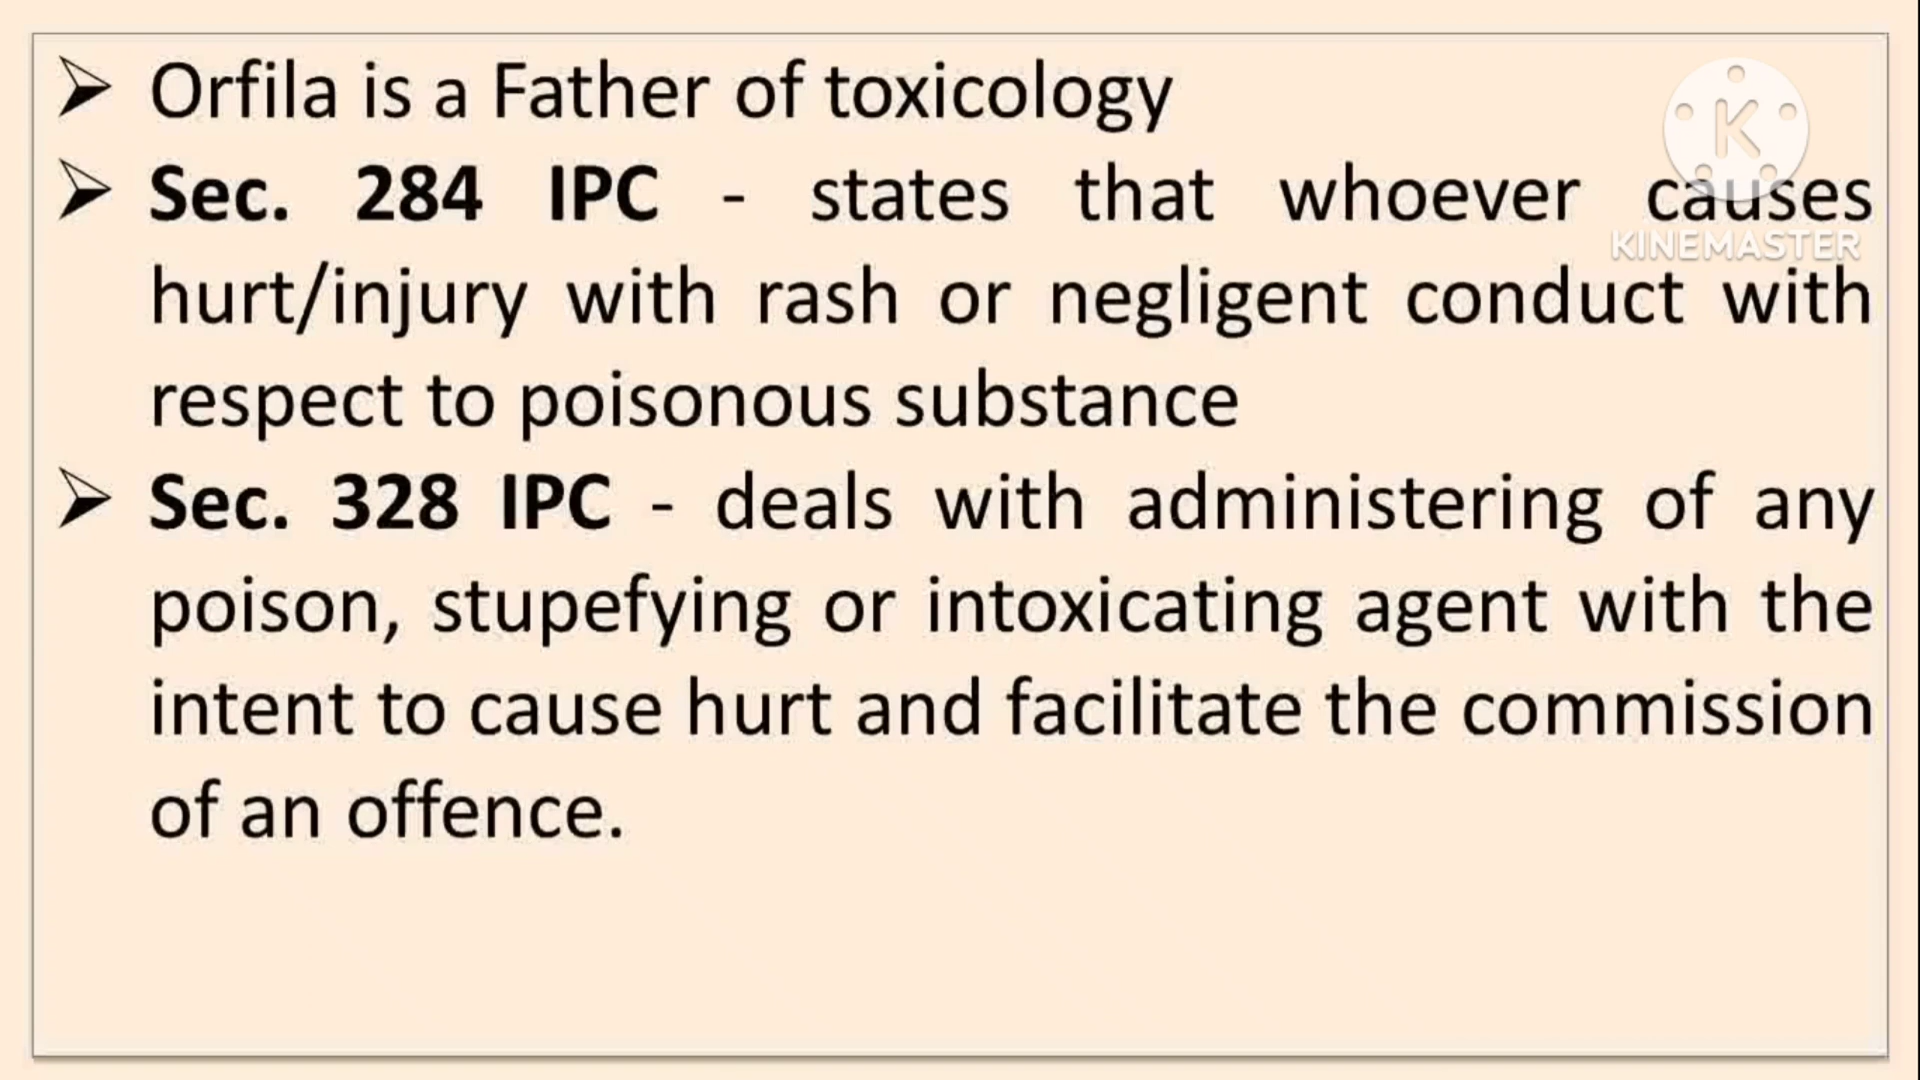 ➢ Orfila is a Father of toxicology
➢ Sec. 284 IPC - states that whoever causes
hurt/injury with rash or negligent conduct with
respect to poisonous substance
➢ Sec. 328 IPC - deals with administering of any
poison, stupefying or intoxicating agent with the
intent to cause hurt and facilitate the commission
of an offence.
K
KINEMASTER